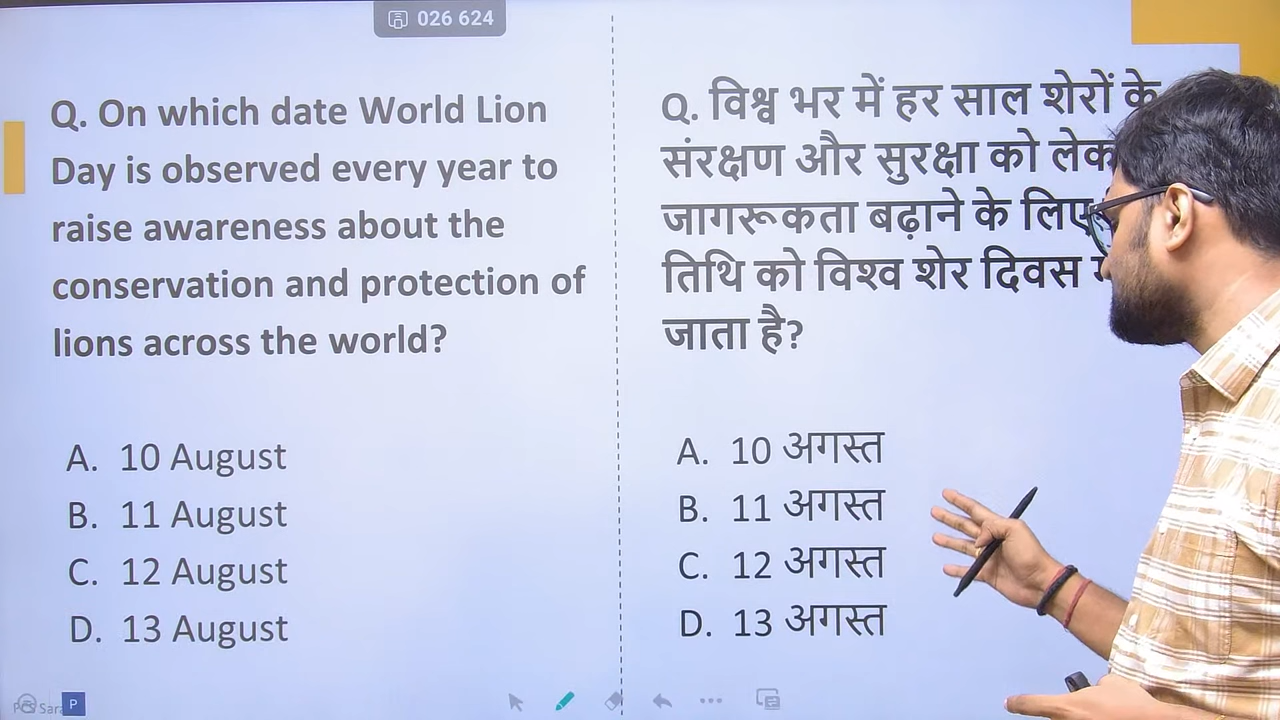 026 624
Q. On which date World Lion
Day is observed every year to
raise awareness about the
conservation and protection of
lions across the world?
A. 10 August
B. 11 August
C. 12 August
D. 13 August
Q. विश्व भर में हर साल शेरों के
संरक्षण और सुरक्षा को
जागरूकता बढ़ाने के लिए
तिथि को विश्व शेर दिवस
जाता है?
A. 10 अगस्त
B. 11 अगस्त
C. 12 अगस्त
D. 13 अगस्त
P